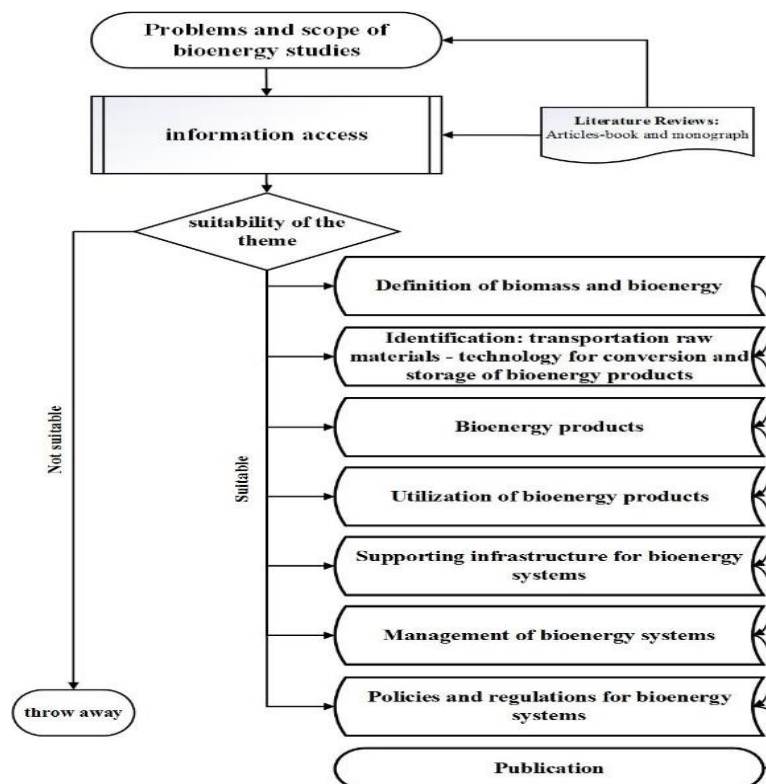 Problems and scope of
bioenergy studies
information access
Literature Reviews:
Articles-book and monograph
suitability of the
theme
Definition of biomass and bioenergy
Identification: transportation raw
materials - technology for conversion and
storage of bioenergy products
Bioenergy products
Not suitable
Suitable
Utilization of bioenergy products
Supporting infrastructure for bioenergy
systems
Management of bioenergy systems
Policies and regulations for bioenergy
systems
throw away
Publication